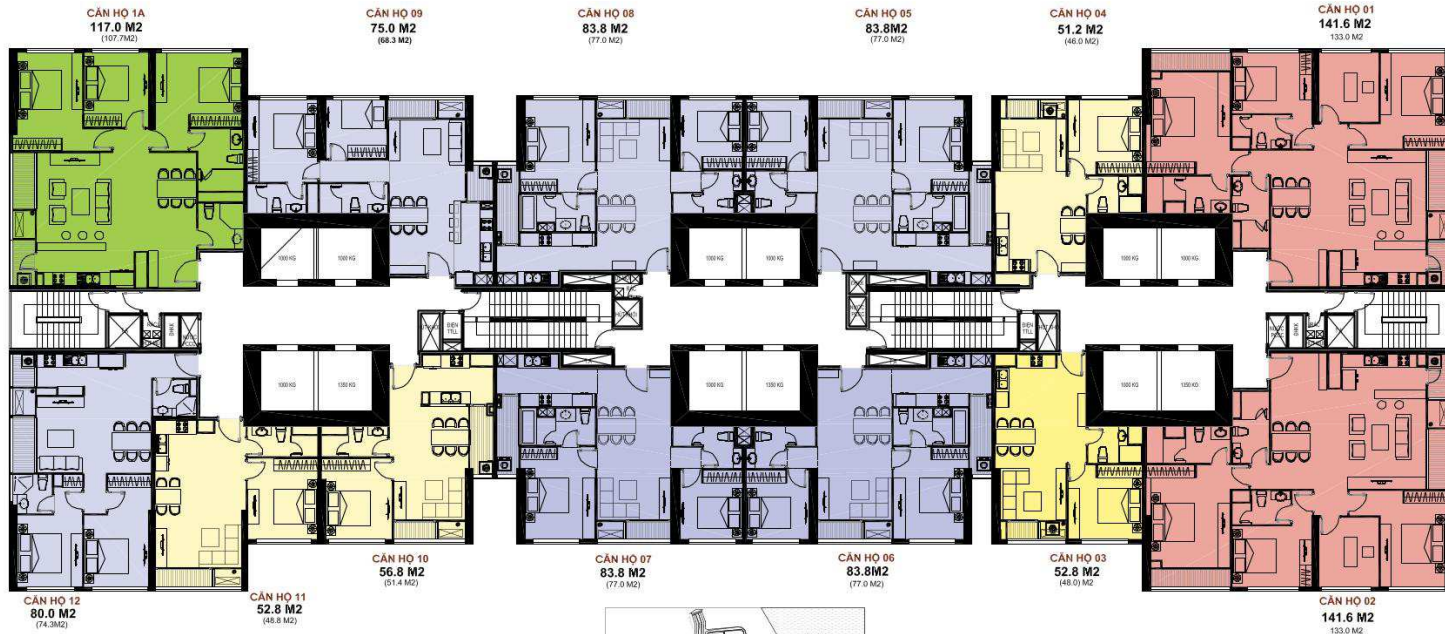 CĂN HỘ 1A
117.0 M2
(107.7M2)
CĂN HỘ 09
75.0 M2
(68.3 M2)
CĂN HỘ 08
83.8 M2
(77.0 M2)
CĂN HỘ 05
83.8M2
(77.0 M2)
CĂN HỘ 04
51.2 M2
(46.0 M2)
CĂN HỘ 01
141.6 M2
133.0 M2
1000 KG
1000 KG
1000 KG
1000 KG
1000 KG
1000 KG
ĐIỆN
ĐIỆN
1000 KG
1350 KG
1000 KG
1350 KG
1000 KG
1350 KG
CĂN HỘ 12
80.0 M2
(74.3M2)
CĂN HỘ 11
52.8 M2
(48.8 M2)
CĂN HỘ 10
56.8 M2
(51.4 M2)
CĂN HỘ 07
83.8 M2
(77.0 M2)
CĂN HỘ 06
83.8M2
(77.0 M2)
CĂN HỘ 03
52.8 M2
(48.0) M2
CĂN HỘ 02
141.6 M2
133.0 M2